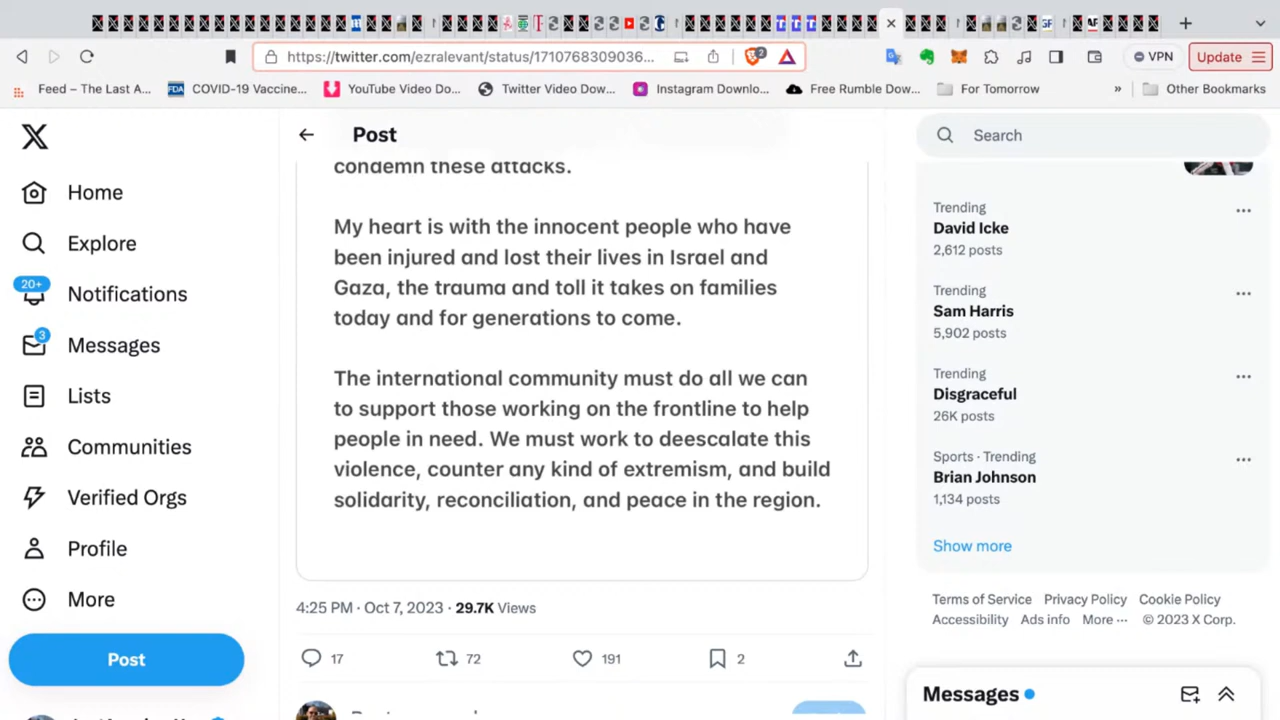 https://twitter.com/ezralevant/status/17107683090 36...
2
VPN
Update
Feed – The Last A...
COVID-19 Vaccine...
YouTube Video Do...
Twitter Video Dow...
Instagram Downlo...
Free Rumble Dow...
For Tomorrow
»
Other Bookmarks
Post
Search
Home
Explore
20+
Notifications
3
Messages
Lists
Communities
Verified Orgs
Profile
More
Post
condemn these attacks.
My heart is with the innocent people who have
been injured and lost their lives in Israel and
Gaza, the trauma and toll it takes on families
today and for generations to come.
The international community must do all we can
to support those working on the frontline to help
people in need. We must work to deescalate this
violence, counter any kind of extremism, and build
solidarity, reconciliation, and peace in the region.
4:25 PM · Oct 7, 2023 · 29.7K Views
17
72
191
2
Trending
David Icke
2,612 posts
Trending
Sam Harris
5,902 posts
Trending
Disgraceful
26K posts
Sports · Trending
Brian Johnson
1,134 posts
Show more
Terms of Service Privacy Policy Cookie Policy
Accessibility Ads info More ··· © 2023 X Corp.
Messages